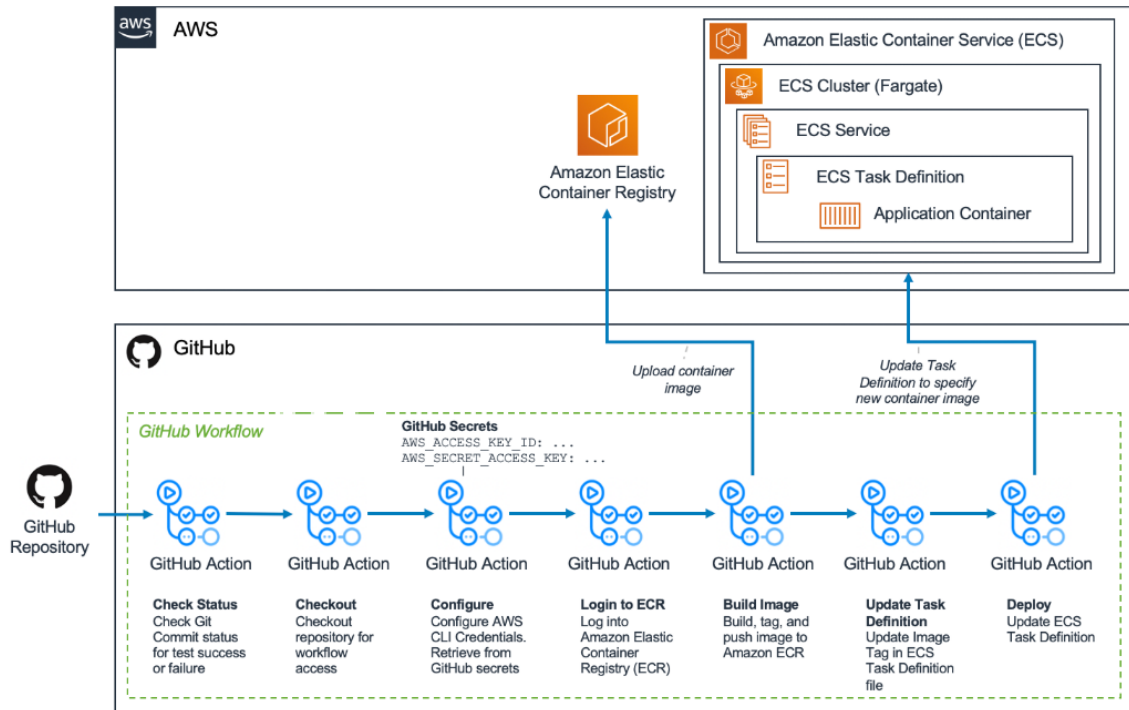 aws
AWS
Amazon Elastic Container Service (ECS)
ECS Cluster (Fargate)
ECS Service
ECS Task Definition
Application Container
Amazon Elastic
Container Registry
GitHub
Upload container
image
Update Task
Definition to specify
new container image
GitHub Workflow
GitHub Secrets
AWS_ACCESS_KEY_ID: ...
AWS_SECRET_ACCESS_KEY: ...
GitHub
Repository
GitHub Action
GitHub Action
GitHub Action
GitHub Action
GitHub Action
GitHub Action
GitHub Action
Check Status
Check Git
Commit status
for test success
or failure
Checkout
Checkout
repository for
workflow
access
Configure
Configure AWS
CLI Credentials.
Retrieve from
GitHub secrets
Login to ECR
Log into
Amazon Elastic
Container
Registry (ECR)
Build Image
Build, tag, and
push image to
Amazon ECR
Update Task
Definition
Update Image
Tag in ECS
Task Definition
file
Deploy
Update ECS
Task Definition